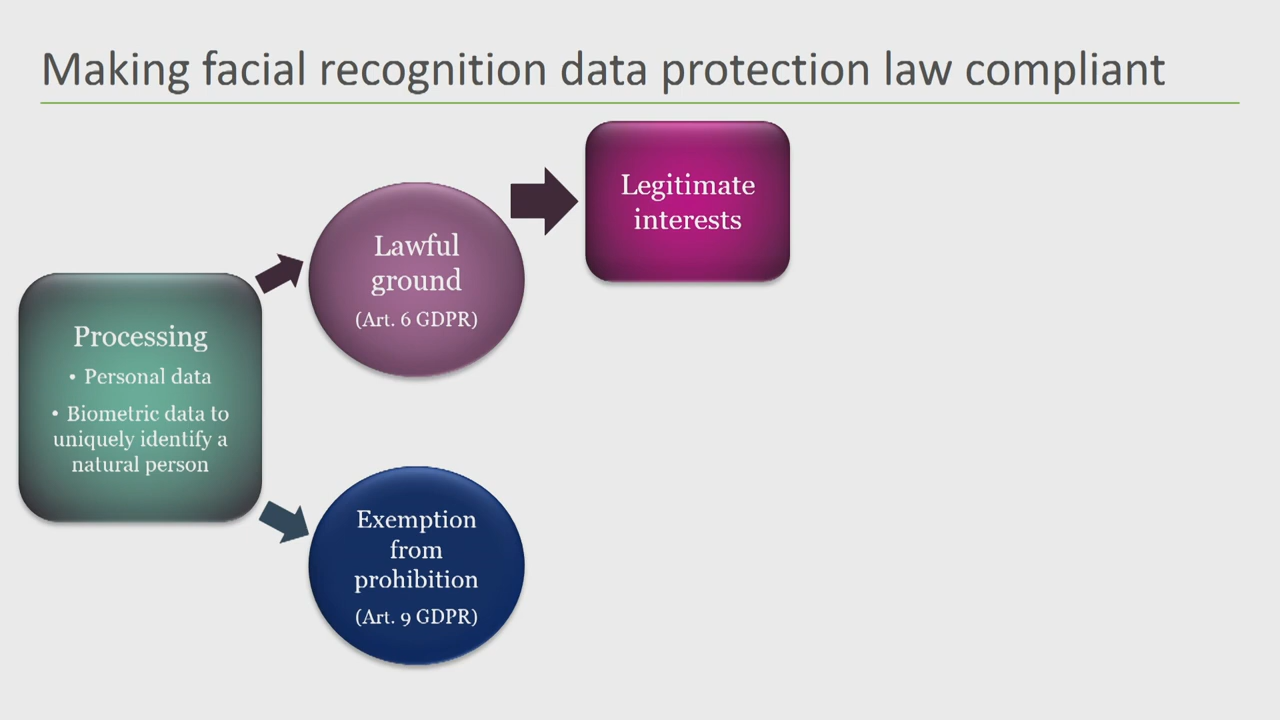 Making facial recognition data protection law compliant
Legitimate
interests
Lawful
ground
(Art. 6 GDPR)
Processing
• Personal data
• Biometric data to
uniquely identify a
natural person
Exemption
from
prohibition
(Art. 9 GDPR)